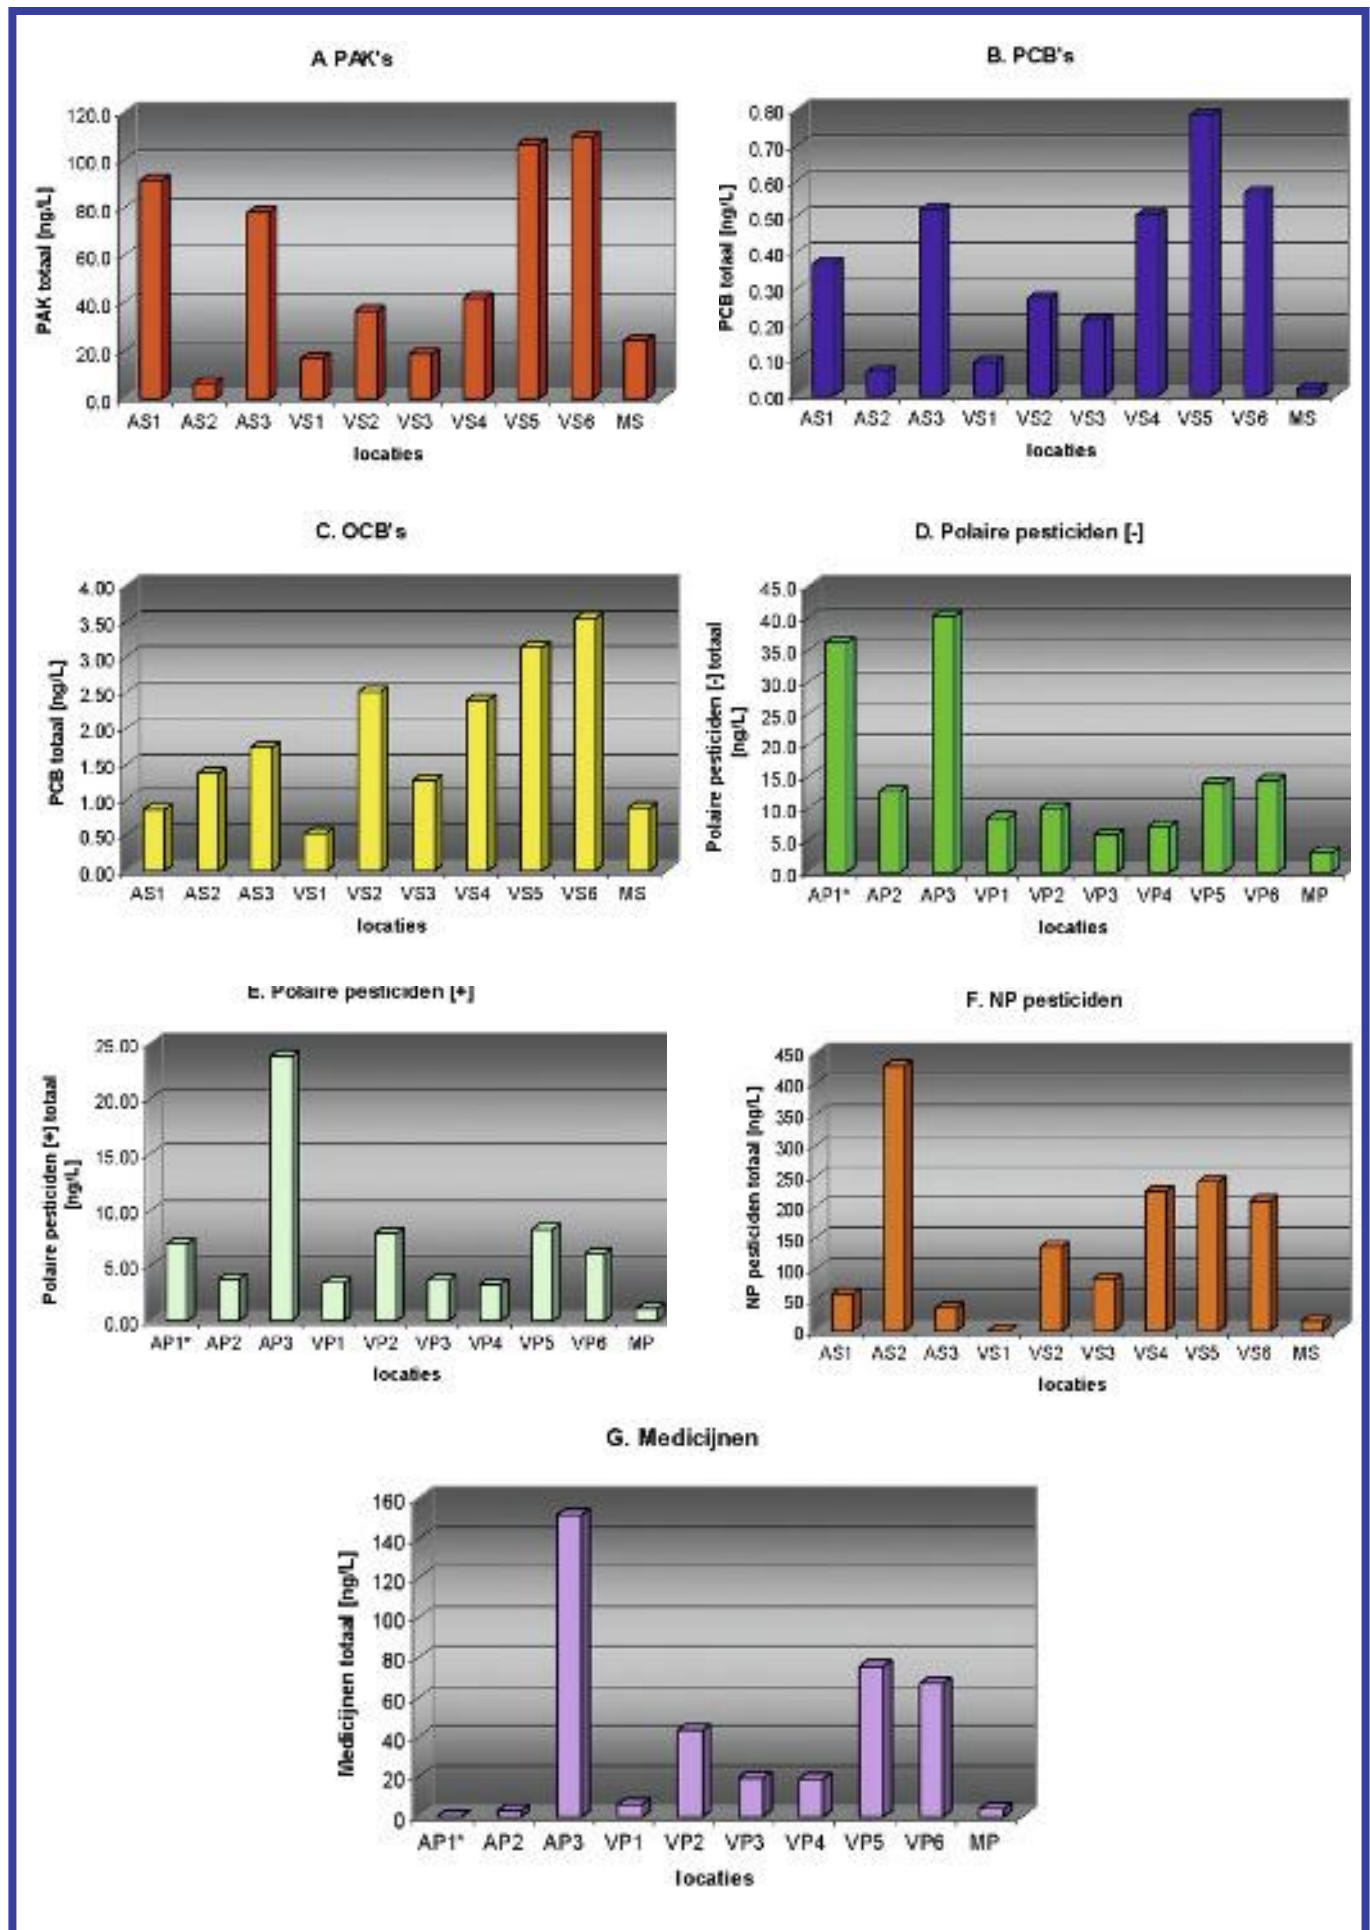 A. PAK's
PAK totaal [ng/L]
120.0
100.0
80.0
60.0
40.0
20.0
0.0
AS1 AS2 AS3 VS1 VS2 VS3 VS4 VS5 VS6 MS
locaties
B. PCB's
PCB totaal [ng/L]
0.80
0.70
0.60
0.50
0.40
0.30
0.20
0.10
0.00
AS1 AS2 AS3 VS1 VS2 VS3 VS4 VS5 VS6 MS
locaties
C. OCB's
PCB totaal [ng/L]
4.00
3.50
3.00
2.50
2.00
1.50
1.00
0.50
0.00
AS1 AS2 AS3 VS1 VS2 VS3 VS4 VS5 VS6 MS
locaties
D. Polaire pesticiden [-]
Polaire pesticiden [-] totaal
[ng/L]
45.0
40.0
35.0
30.0
25.0
20.0
15.0
10.0
5.0
0.0
AP1* AP2 AP3 VP1 VP2 VP3 VP4 VP5 VP6 MP
locaties
E. Polaire pesticiden [+]
Polaire pesticiden [+] totaal
[ng/L]
25.00
20.00
15.00
10.00
5.00
0.00
AP1* AP2 AP3 VP1 VP2 VP3 VP4 VP5 VP6 MP
locaties
F. NP pesticiden
NP pesticiden totaal [ng/L]
450
400
350
300
250
200
150
100
50
0
AS1 AS2 AS3 VS1 VS2 VS3 VS4 VS5 VS6 MS
locaties
G. Medicijnen
Medicijnen totaal [ng/L]
160
140
120
100
80
60
40
20
0
AP1* AP2 AP3 VP1 VP2 VP3 VP4 VP5 VP6 MP
locaties